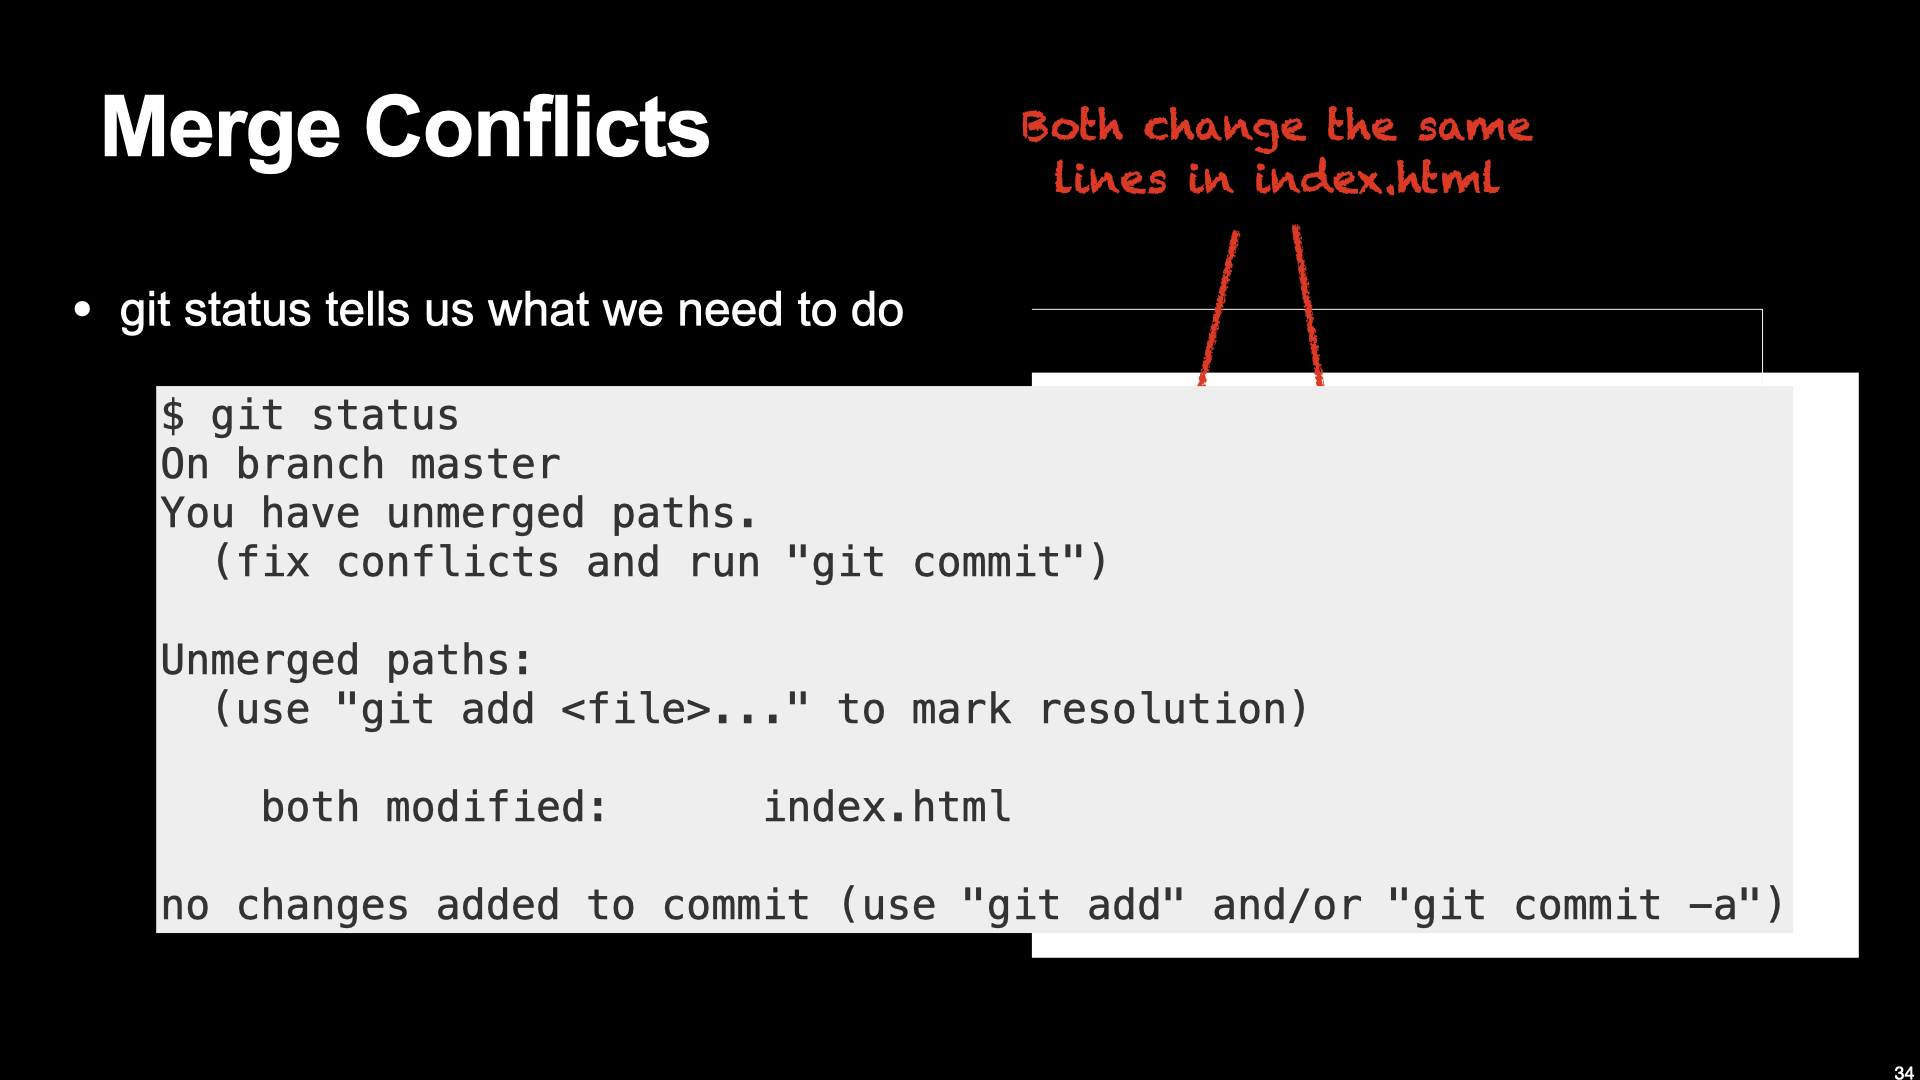 Merge Conflicts
Both change the same
lines in index.html
• git status tells us what we need to do
$ git status
On branch master
You have unmerged paths.
  (fix conflicts and run "git commit")
Unmerged paths:
  (use "git add <file>..." to mark resolution)
    both modified:      index.html
no changes added to commit (use "git add" and/or "git commit -a")
34